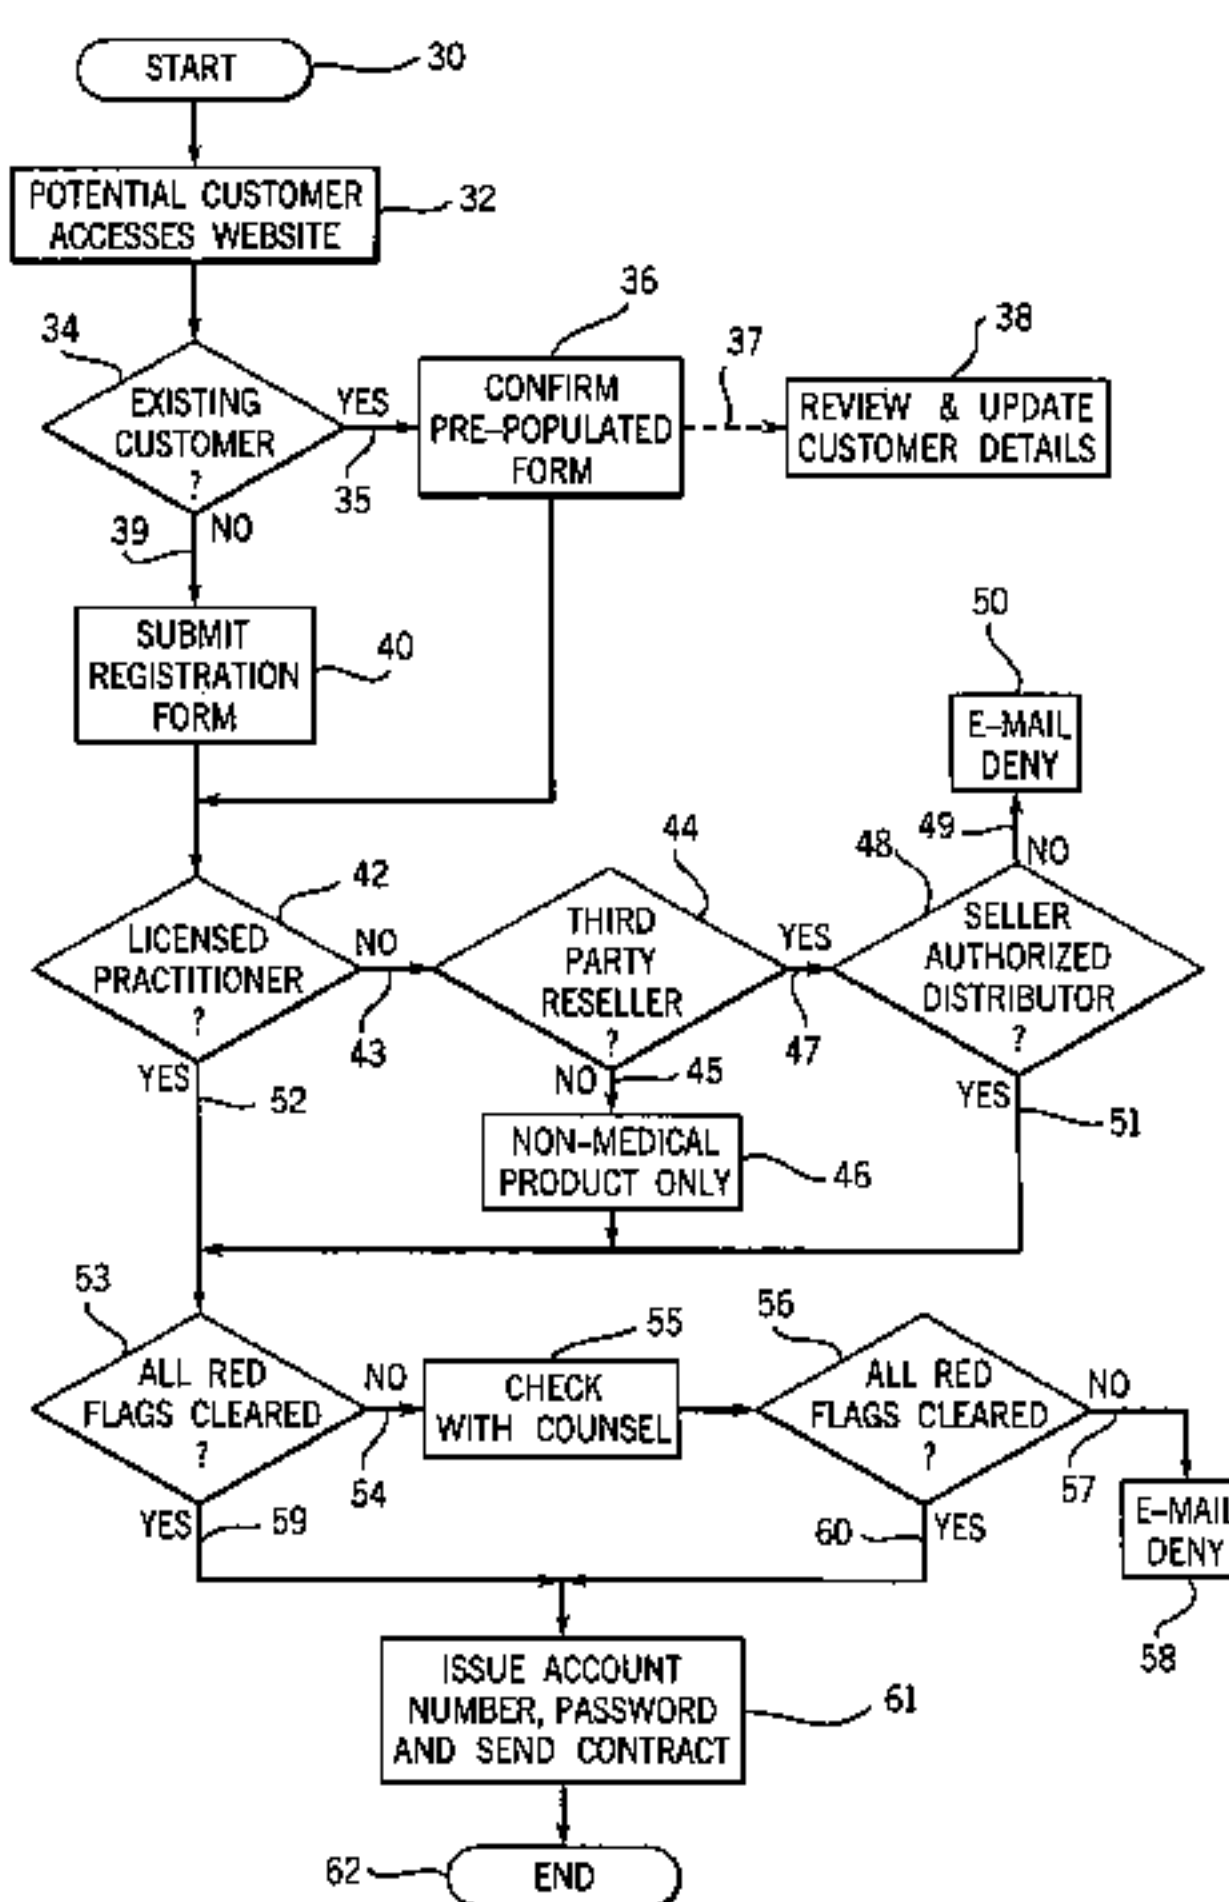 START
30
POTENTIAL CUSTOMER
ACCESSES WEBSITE
32
34
EXISTING
CUSTOMER
?
YES
35
36
CONFIRM
PRE-POPULATED
FORM
37
38
REVIEW & UPDATE
CUSTOMER DETAILS
39
NO
SUBMIT
REGISTRATION
FORM
40
42
LICENSED
PRACTITIONER
?
NO
43
44
THIRD
PARTY
RESELLER
?
YES
47
48
SELLER
AUTHORIZED
DISTRIBUTOR
?
49
NO
50
E-MAIL
DENY
YES
52
NO
45
NON-MEDICAL
PRODUCT ONLY
46
YES
51
53
ALL RED
FLAGS CLEARED
?
NO
54
55
CHECK
WITH COUNSEL
56
ALL RED
FLAGS CLEARED
?
NO
57
E-MAIL
DENY
58
YES
59
60
YES
ISSUE ACCOUNT
NUMBER, PASSWORD
AND SEND CONTRACT
61
62
END